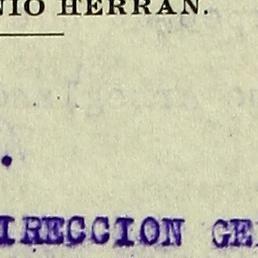 NIO HERRAN.
.
IRECCION GE